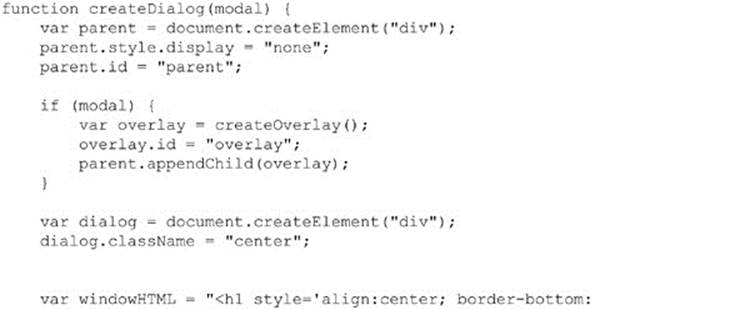 function createDialog(modal) {
var parent = document.createElement("div");
parent.style.display = "none";
parent.id = "parent";
if (modal) {
var overlay = createOverlay();
overlay.id = "overlay";
parent.appendChild(overlay);
}
var dialog = document.createElement("div");
dialog.className = "center";
var windowHTML = "<h1 style='align:center; border-bottom: